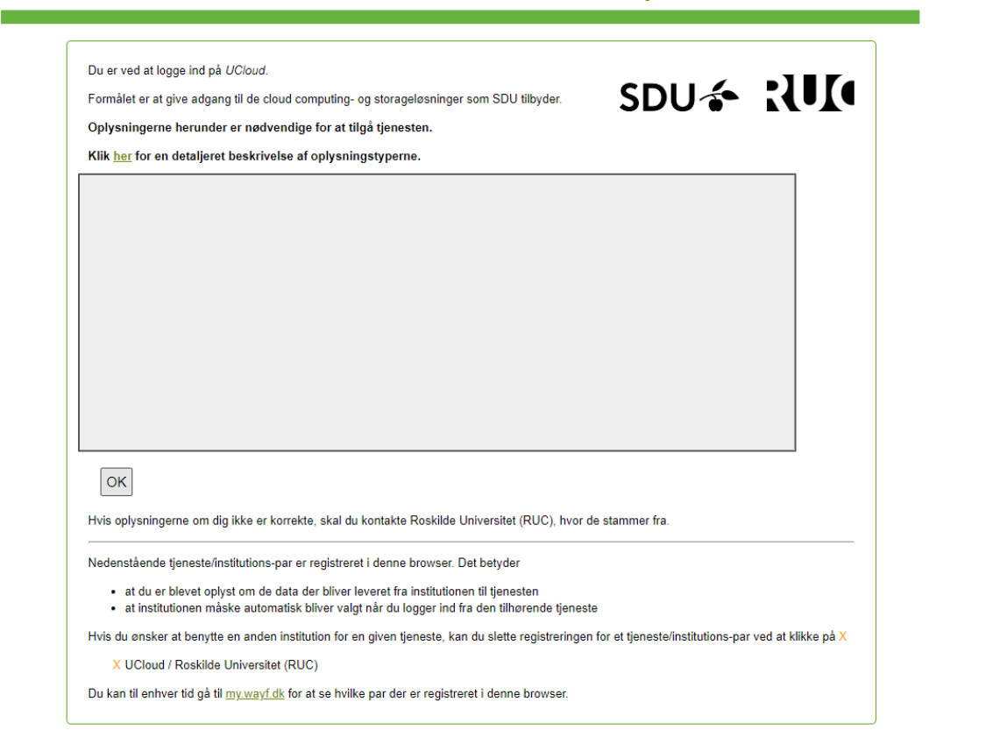 Du er ved at logge ind på UCloud.
SDU RUC
Formålet er at give adgang til de cloud computing- og storageløsninger som SDU tilbyder.
Oplysningerne herunder er nødvendige for at tilgå tjenesten.
Klik her for en detaljeret beskrivelse af oplysningstyperne.
OK
Hvis oplysningerne om dig ikke er korrekte, skal du kontakte Roskilde Universitet (RUC), hvor de stammer fra.
Nedenstående tjeneste/institutions-par er registreret i denne browser. Det betyder
• at du er blevet oplyst om de data der bliver leveret fra institutionen til tjenesten
• at institutionen måske automatisk bliver valgt når du logger ind fra den tilhørende tjeneste
Hvis du ønsker at benytte en anden institution for en given tjeneste, kan du slette registreringen for et tjeneste/institutions-par ved at klikke på X
X UCloud / Roskilde Universitet (RUC)
Du kan til enhver tid gå til my.wayf.dk for at se hvilke par der er registreret i denne browser.